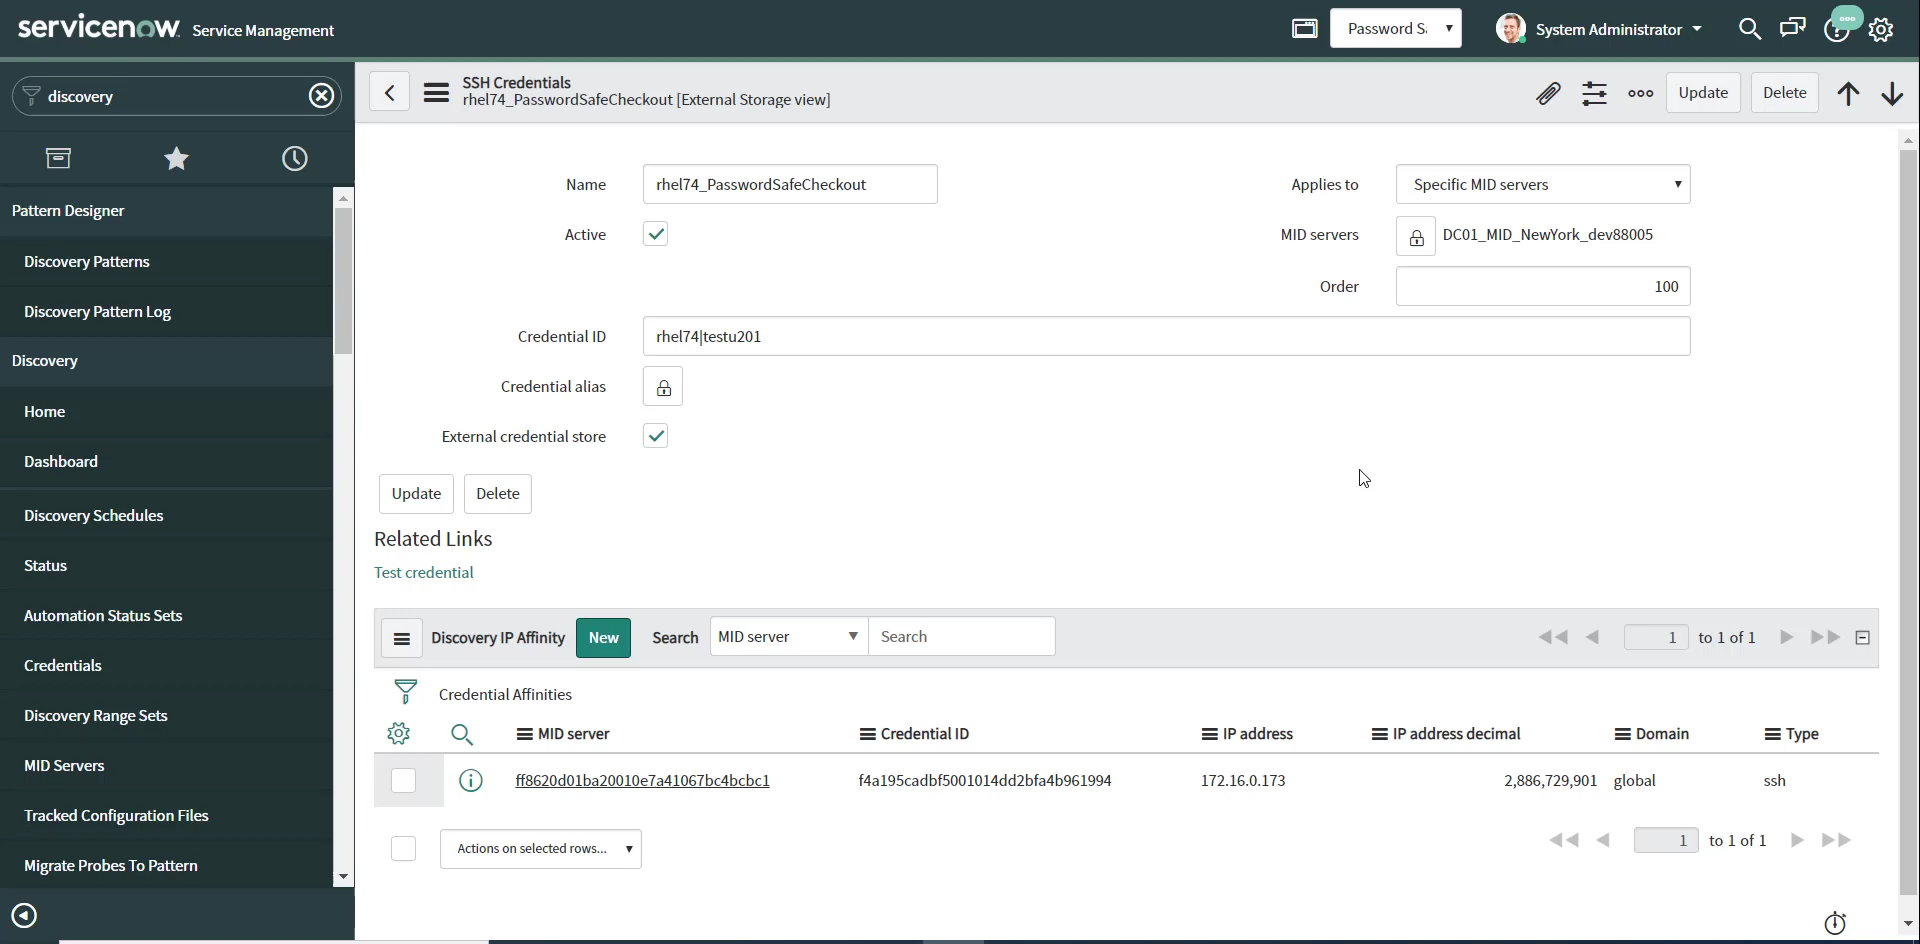 servicenow Service Management
Password Sa
System Administrator
discovery
SSH Credentials
rhel74_PasswordSafeCheckout [External Storage view]
Update
Delete
Pattern Designer
Discovery Patterns
Discovery Pattern Log
Discovery
Home
Dashboard
Discovery Schedules
Status
Automation Status Sets
Credentials
Discovery Range Sets
MID Servers
Tracked Configuration Files
Migrate Probes To Pattern
Name rhel74_PasswordSafeCheckout
Applies to Specific MID servers
Active
MID servers DC01_MID_NewYork_dev88005
Order 100
Credential ID rhel74|testu201
Credential alias
External credential store
Update Delete
Related Links
Test credential
Discovery IP Affinity New Search MID server Search 1 to 1 of 1
Credential Affinities
MID server Credential ID IP address IP address decimal Domain Type
ff8620d01ba20010e7a41067bc4bcbc1 f4a195cadbf5001014dd2bfa4b961994 172.16.0.173 2,886,729,901 global ssh
Actions on selected rows... 1 to 1 of 1